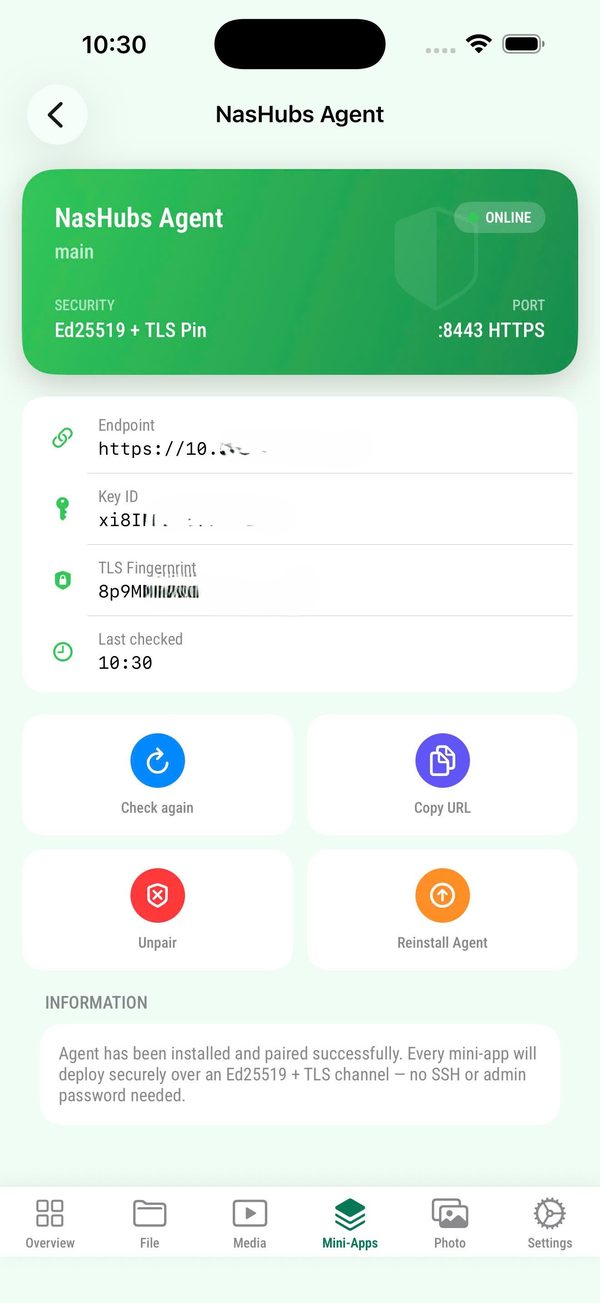 10:30
NasHubs Agent
NasHubs Agent
ONLINE
main
SECURITY
PORT
Ed25519 + TLS Pin
:8443 HTTPS
Endpoint
https://10.
Key ID
xi8I
TLS Fingerprint
8p9M
Last checked
10:30
Check again
Copy URL
Unpair
Reinstall Agent
INFORMATION
Agent has been installed and paired successfully. Every mini-app will
deploy securely over an Ed25519 + TLS channel — no SSH or admin
password needed.
Overview
File
Media
Mini-Apps
Photo
Settings